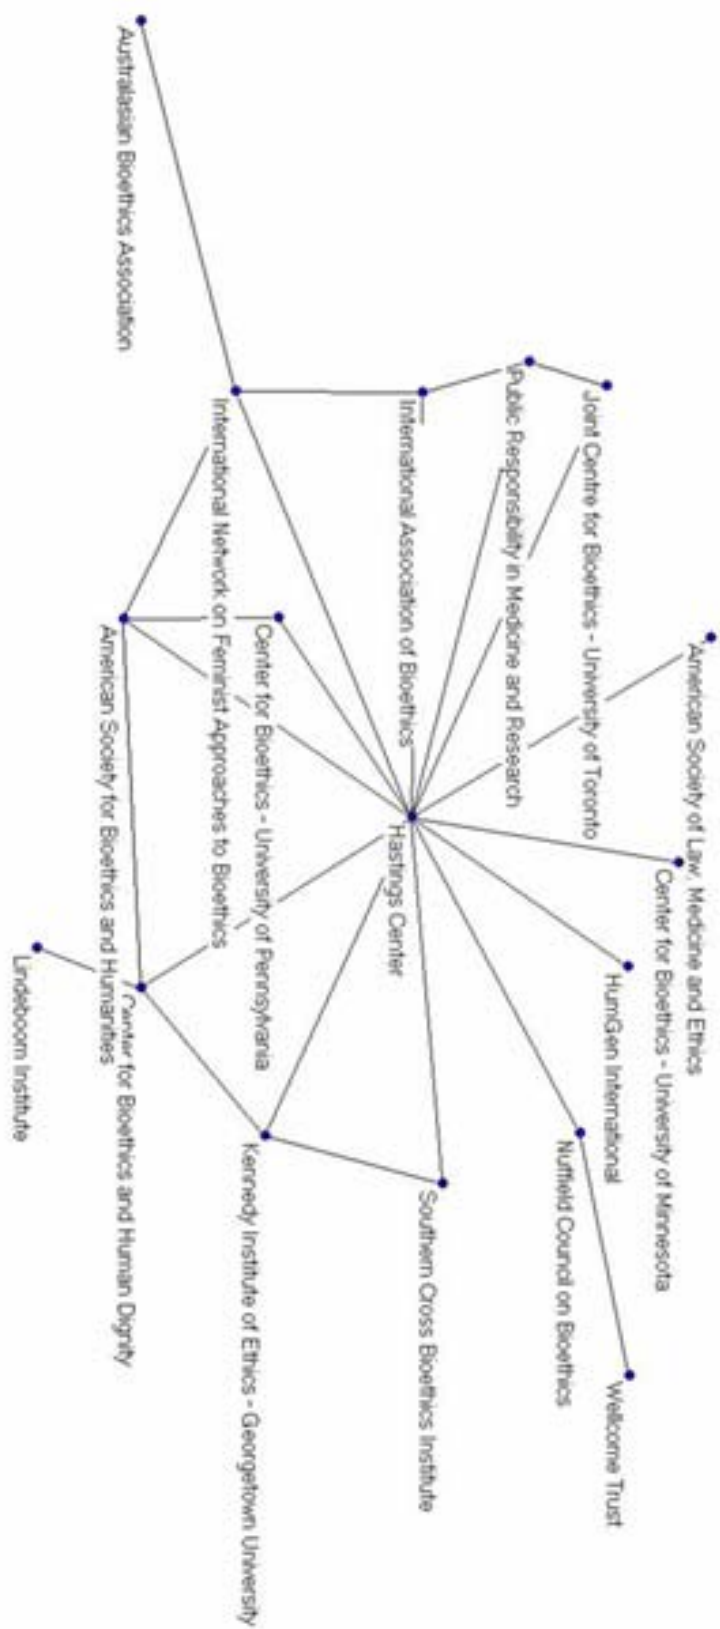 American Society of Law, Medicine and Ethics
Center for Bioethics - University of Minnesota
HumGen International
Wellcome Trust
Joint Centre for Bioethics - University of Toronto
Nuffield Council on Bioethics
Public Responsibility in Medicine and Research
Southern Cross Bioethics Institute
International Association of Bioethics
Hastings Center
Center for Bioethics - University of Pennsylvania
Kennedy Institute of Ethics - Georgetown University
International Network on Feminist Approaches to Bioethics
Australasian Bioethics Association
Center for Bioethics and Human Dignity
American Society for Bioethics and Humanities
Lindeboom Institute